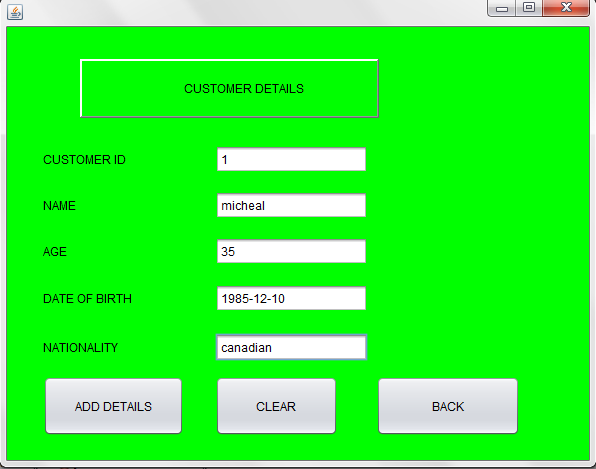 CUSTOMER DETAILS
CUSTOMER ID 1
NAME micheal
AGE 35
DATE OF BIRTH 1985-12-10
NATIONALITY canadian
ADD DETAILS CLEAR BACK